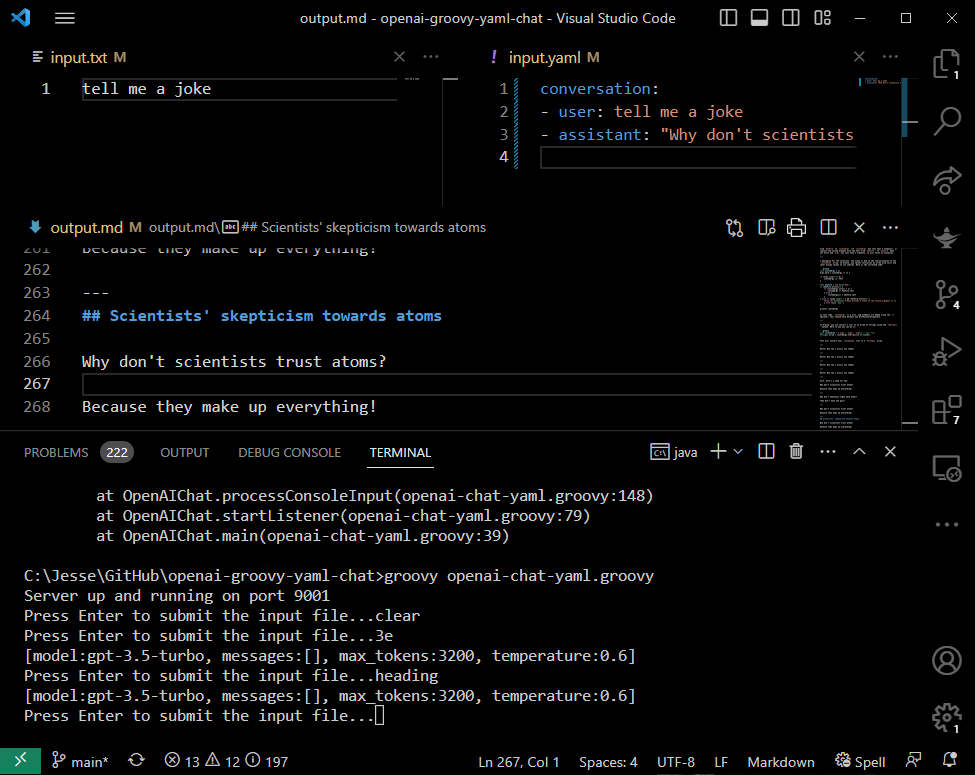 output.md - openai-groovy-yaml-chat - Visual Studio Code
input.txt M
1 tell me a joke
input.yaml M
1 conversation:
2 - user: tell me a joke
3 - assistant: "Why don't scientists
4
output.md M output.md\ abc ## Scientists' skepticism towards atoms
261 Because they make up everything!
262
263 ---
264 ## Scientists' skepticism towards atoms
265
266 Why don't scientists trust atoms?
267
268 Because they make up everything!
1
4
7
PROBLEMS 222 OUTPUT DEBUG CONSOLE TERMINAL
java
at OpenAIChat.processConsoleInput(openai-chat-yaml.groovy:148)
at OpenAIChat.startListener(openai-chat-yaml.groovy:79)
at OpenAIChat.main(openai-chat-yaml.groovy:39)
C:\Jesse\GitHub\openai-groovy-yaml-chat>groovy openai-chat-yaml.groovy
Server up and running on port 9001
Press Enter to submit the input file...clear
Press Enter to submit the input file...3e
[model:gpt-3.5-turbo, messages:[], max_tokens:3200, temperature:0.6]
Press Enter to submit the input file...heading
[model:gpt-3.5-turbo, messages:[], max_tokens:3200, temperature:0.6]
Press Enter to submit the input file...
1
main* 13 12 197 Ln 267, Col 1 Spaces: 4 UTF-8 LF Markdown Spell